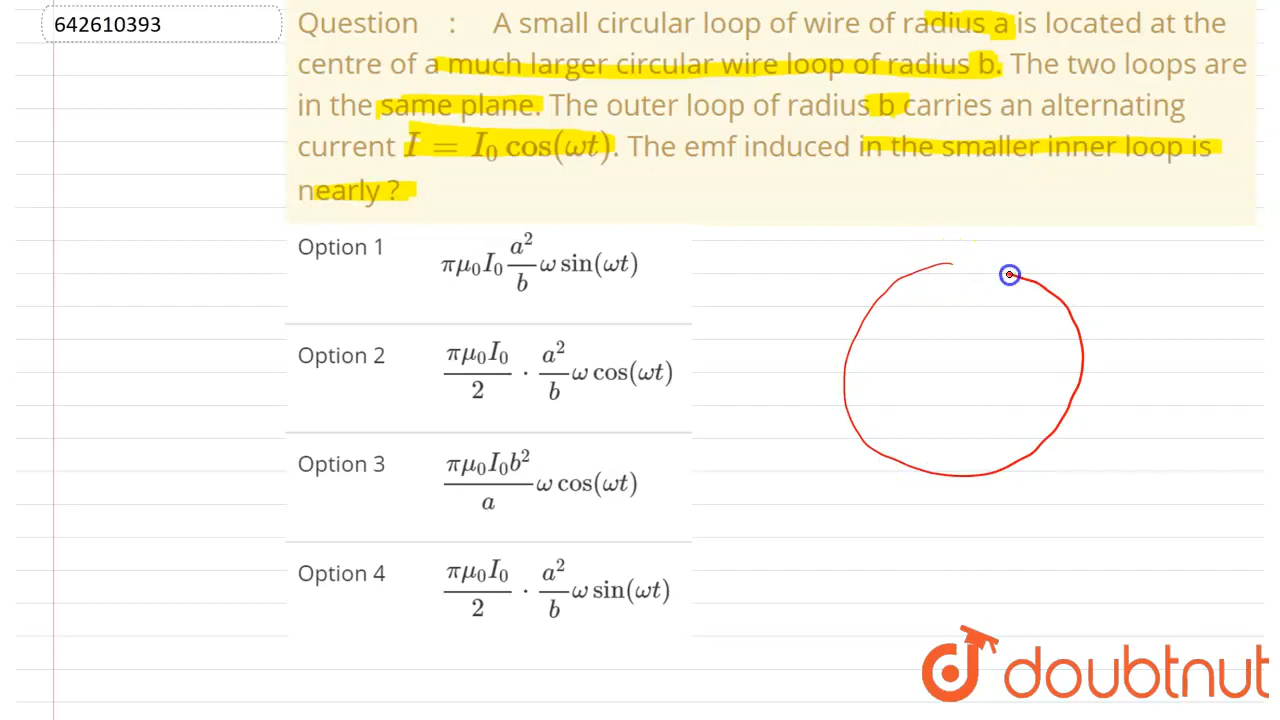 642610393
Question : A small circular loop of wire of radius a is located at the
centre of a much larger circular wire loop of radius b. The two loops are
in the same plane. The outer loop of radius b carries an alternating
current I = I₀ cos(ωt). The emf induced in the smaller inner loop is
nearly ?
Option 1 πμ₀I₀ a²/b ω sin(ωt)
Option 2 πμ₀I₀/2 · a²/b ω cos(ωt)
Option 3 πμ₀I₀b²/a ω cos(ωt)
Option 4 πμ₀I₀/2 · a²/b ω sin(ωt)
doubtnut